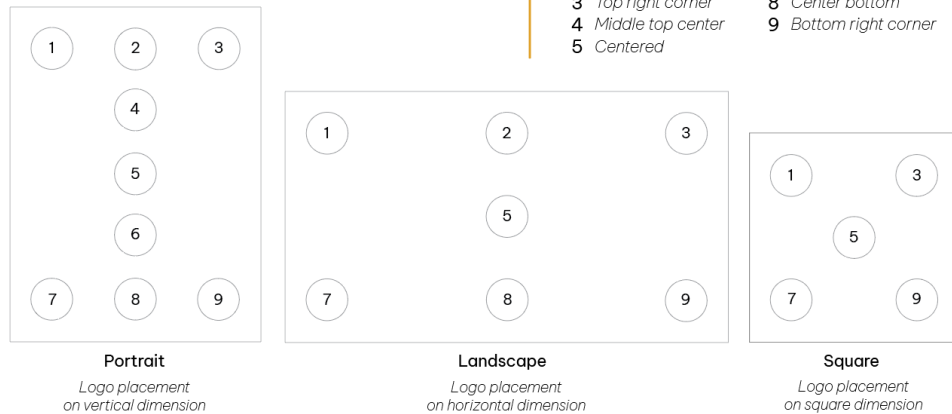 3 Top right corner
4 Middle top center
5 Centered
8 Center bottom
9 Bottom right corner
1 2 3
4
5
6
7 8 9
Portrait
Logo placement
on vertical dimension
1 2 3
5
7 8 9
Landscape
Logo placement
on horizontal dimension
1 3
5
7 9
Square
Logo placement
on square dimension